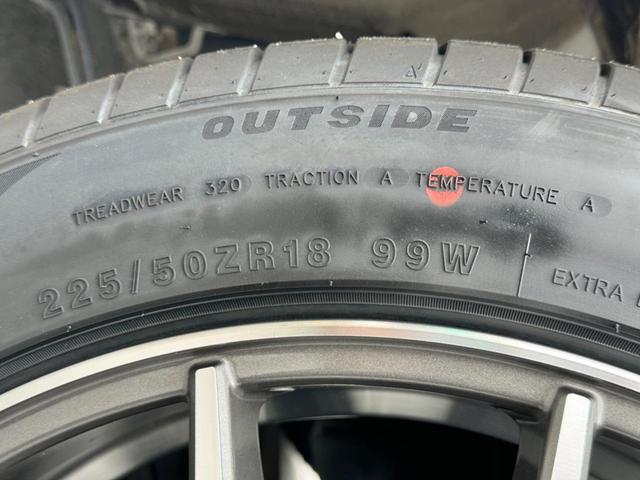 OUTSIDE
TREADWEAR 320 TRACTION A TEMPERATURE A
225/50ZR18 99W
EXTRA